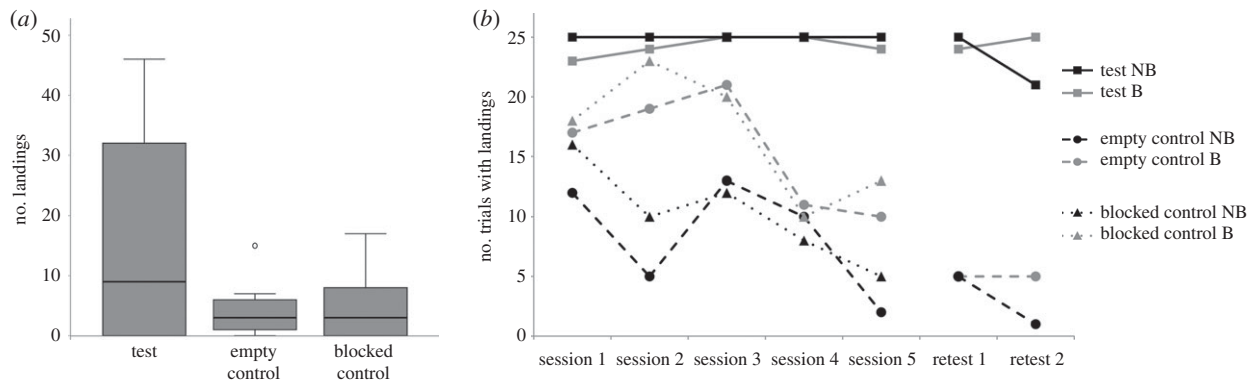 (a)
50
40
30
20
10
0
no. landings
test
empty
control
blocked
control
(b)
25
20
15
10
5
0
no. trials with landings
session 1 session 2 session 3 session 4 session 5 retest 1 retest 2
test NB
test B
empty control NB
empty control B
blocked control NB
blocked control B